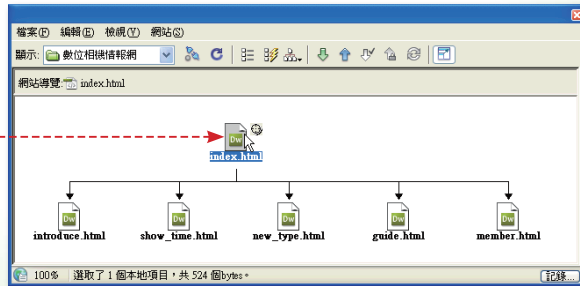 檔案(F) 編輯(E) 檢視(V) 網站(S)
顯示: 數位相機情報網
網站導覽: index.html
Dw
index.html
Dw Dw Dw Dw Dw
introduce.html show_time.html new_type.html guide.html member.html
100% 選取了 1 個本地項目，共 524 個bytes。 記錄...